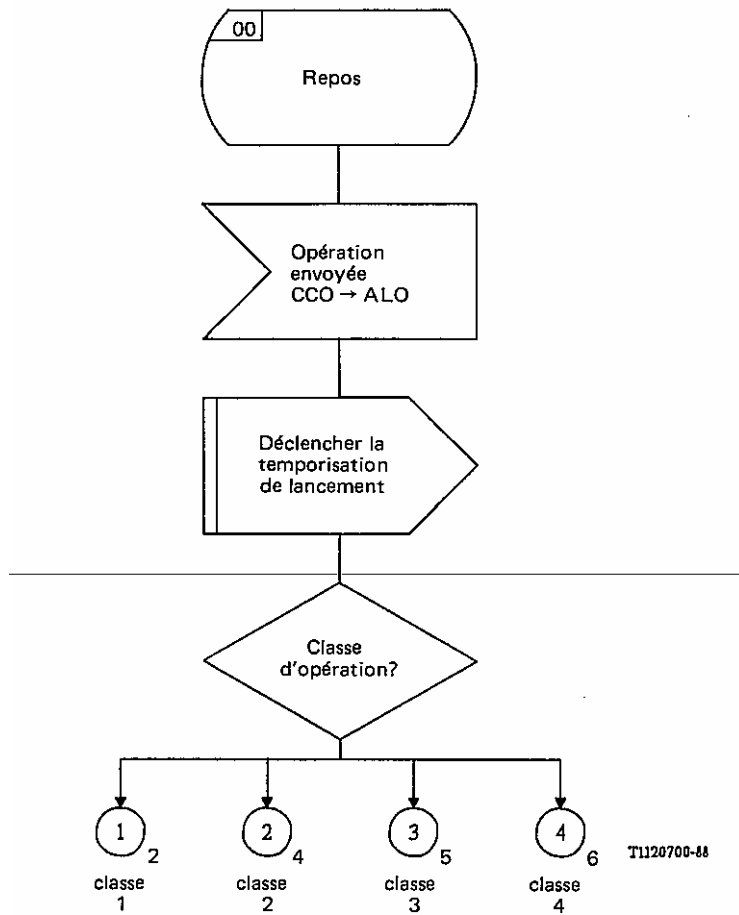 00
Repos
Opération
envoyée
CCO → ALO
Déclencher la
temporisation
de lancement
Classe
d'opération?
1 2 2 4 3 5 4 6
T1120700-88
classe classe classe classe
1 2 3 4